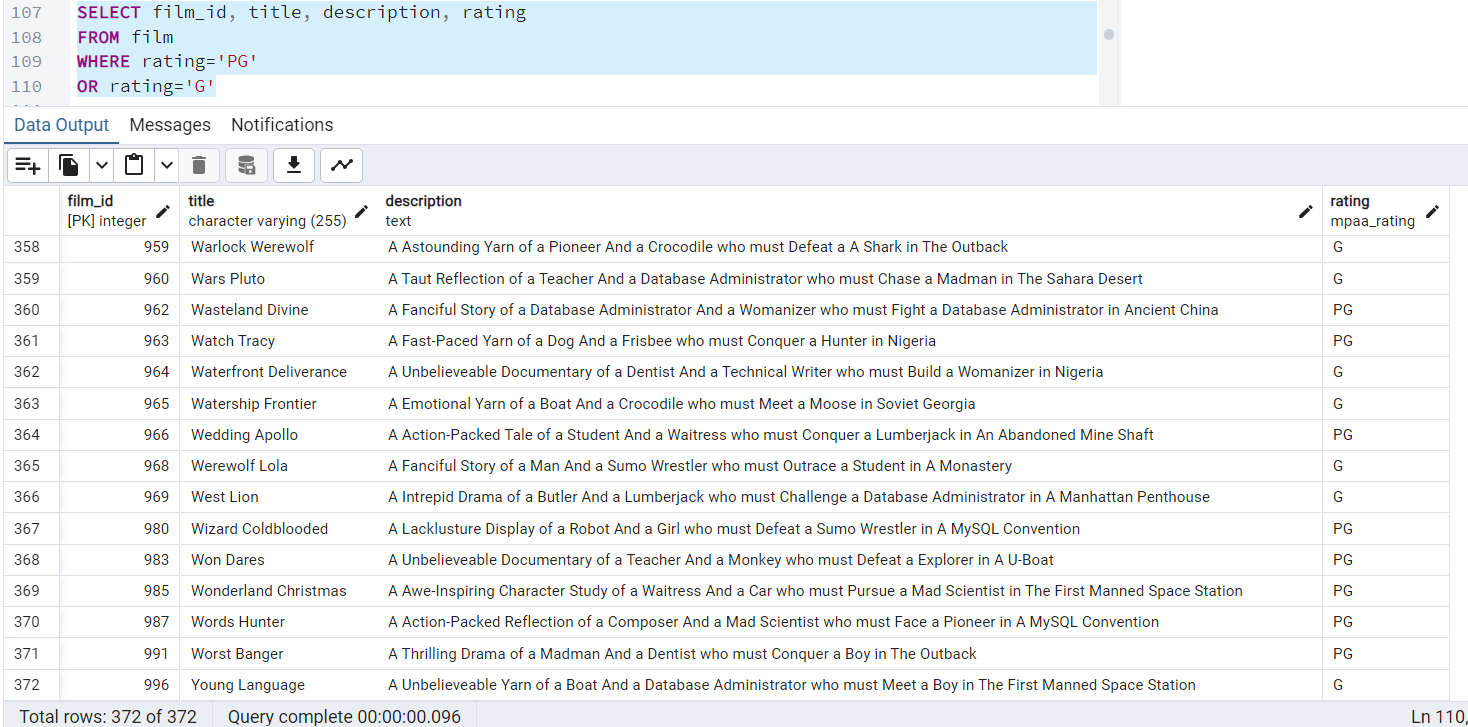 107 SELECT film_id, title, description, rating
108 FROM film
109 WHERE rating='PG'
110 OR rating='G'
Data Output Messages Notifications
film_id title description rating
[PK] integer character varying (255) text mpaa_rating
358 959 Warlock Werewolf A Astounding Yarn of a Pioneer And a Crocodile who must Defeat a A Shark in The Outback G
359 960 Wars Pluto A Taut Reflection of a Teacher And a Database Administrator who must Chase a Madman in The Sahara Desert G
360 962 Wasteland Divine A Fanciful Story of a Database Administrator And a Womanizer who must Fight a Database Administrator in Ancient China PG
361 963 Watch Tracy A Fast-Paced Yarn of a Dog And a Frisbee who must Conquer a Hunter in Nigeria PG
362 964 Waterfront Deliverance A Unbelieveable Documentary of a Dentist And a Technical Writer who must Build a Womanizer in Nigeria G
363 965 Watership Frontier A Emotional Yarn of a Boat And a Crocodile who must Meet a Moose in Soviet Georgia G
364 966 Wedding Apollo A Action-Packed Tale of a Student And a Waitress who must Conquer a Lumberjack in An Abandoned Mine Shaft PG
365 968 Werewolf Lola A Fanciful Story of a Man And a Sumo Wrestler who must Outrace a Student in A Monastery G
366 969 West Lion A Intrepid Drama of a Butler And a Lumberjack who must Challenge a Database Administrator in A Manhattan Penthouse G
367 980 Wizard Coldblooded A Lacklusture Display of a Robot And a Girl who must Defeat a Sumo Wrestler in A MySQL Convention PG
368 983 Won Dares A Unbelieveable Documentary of a Teacher And a Monkey who must Defeat a Explorer in A U-Boat PG
369 985 Wonderland Christmas A Awe-Inspiring Character Study of a Waitress And a Car who must Pursue a Mad Scientist in The First Manned Space Station PG
370 987 Words Hunter A Action-Packed Reflection of a Composer And a Mad Scientist who must Face a Pioneer in A MySQL Convention PG
371 991 Worst Banger A Thrilling Drama of a Madman And a Dentist who must Conquer a Boy in The Outback PG
372 996 Young Language A Unbelieveable Yarn of a Boat And a Database Administrator who must Meet a Boy in The First Manned Space Station G
Total rows: 372 of 372 Query complete 00:00:00.096 Ln 110,